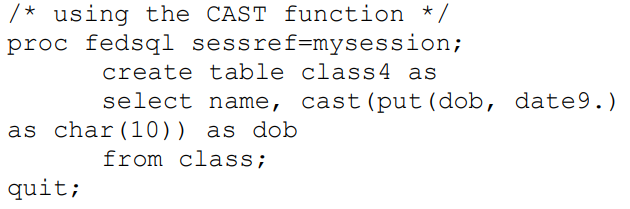 /* using the CAST function */
proc fedsql sessref=mysession;
create table class4 as
select name, cast(put(dob, date9.)
as char(10)) as dob
from class;
quit;